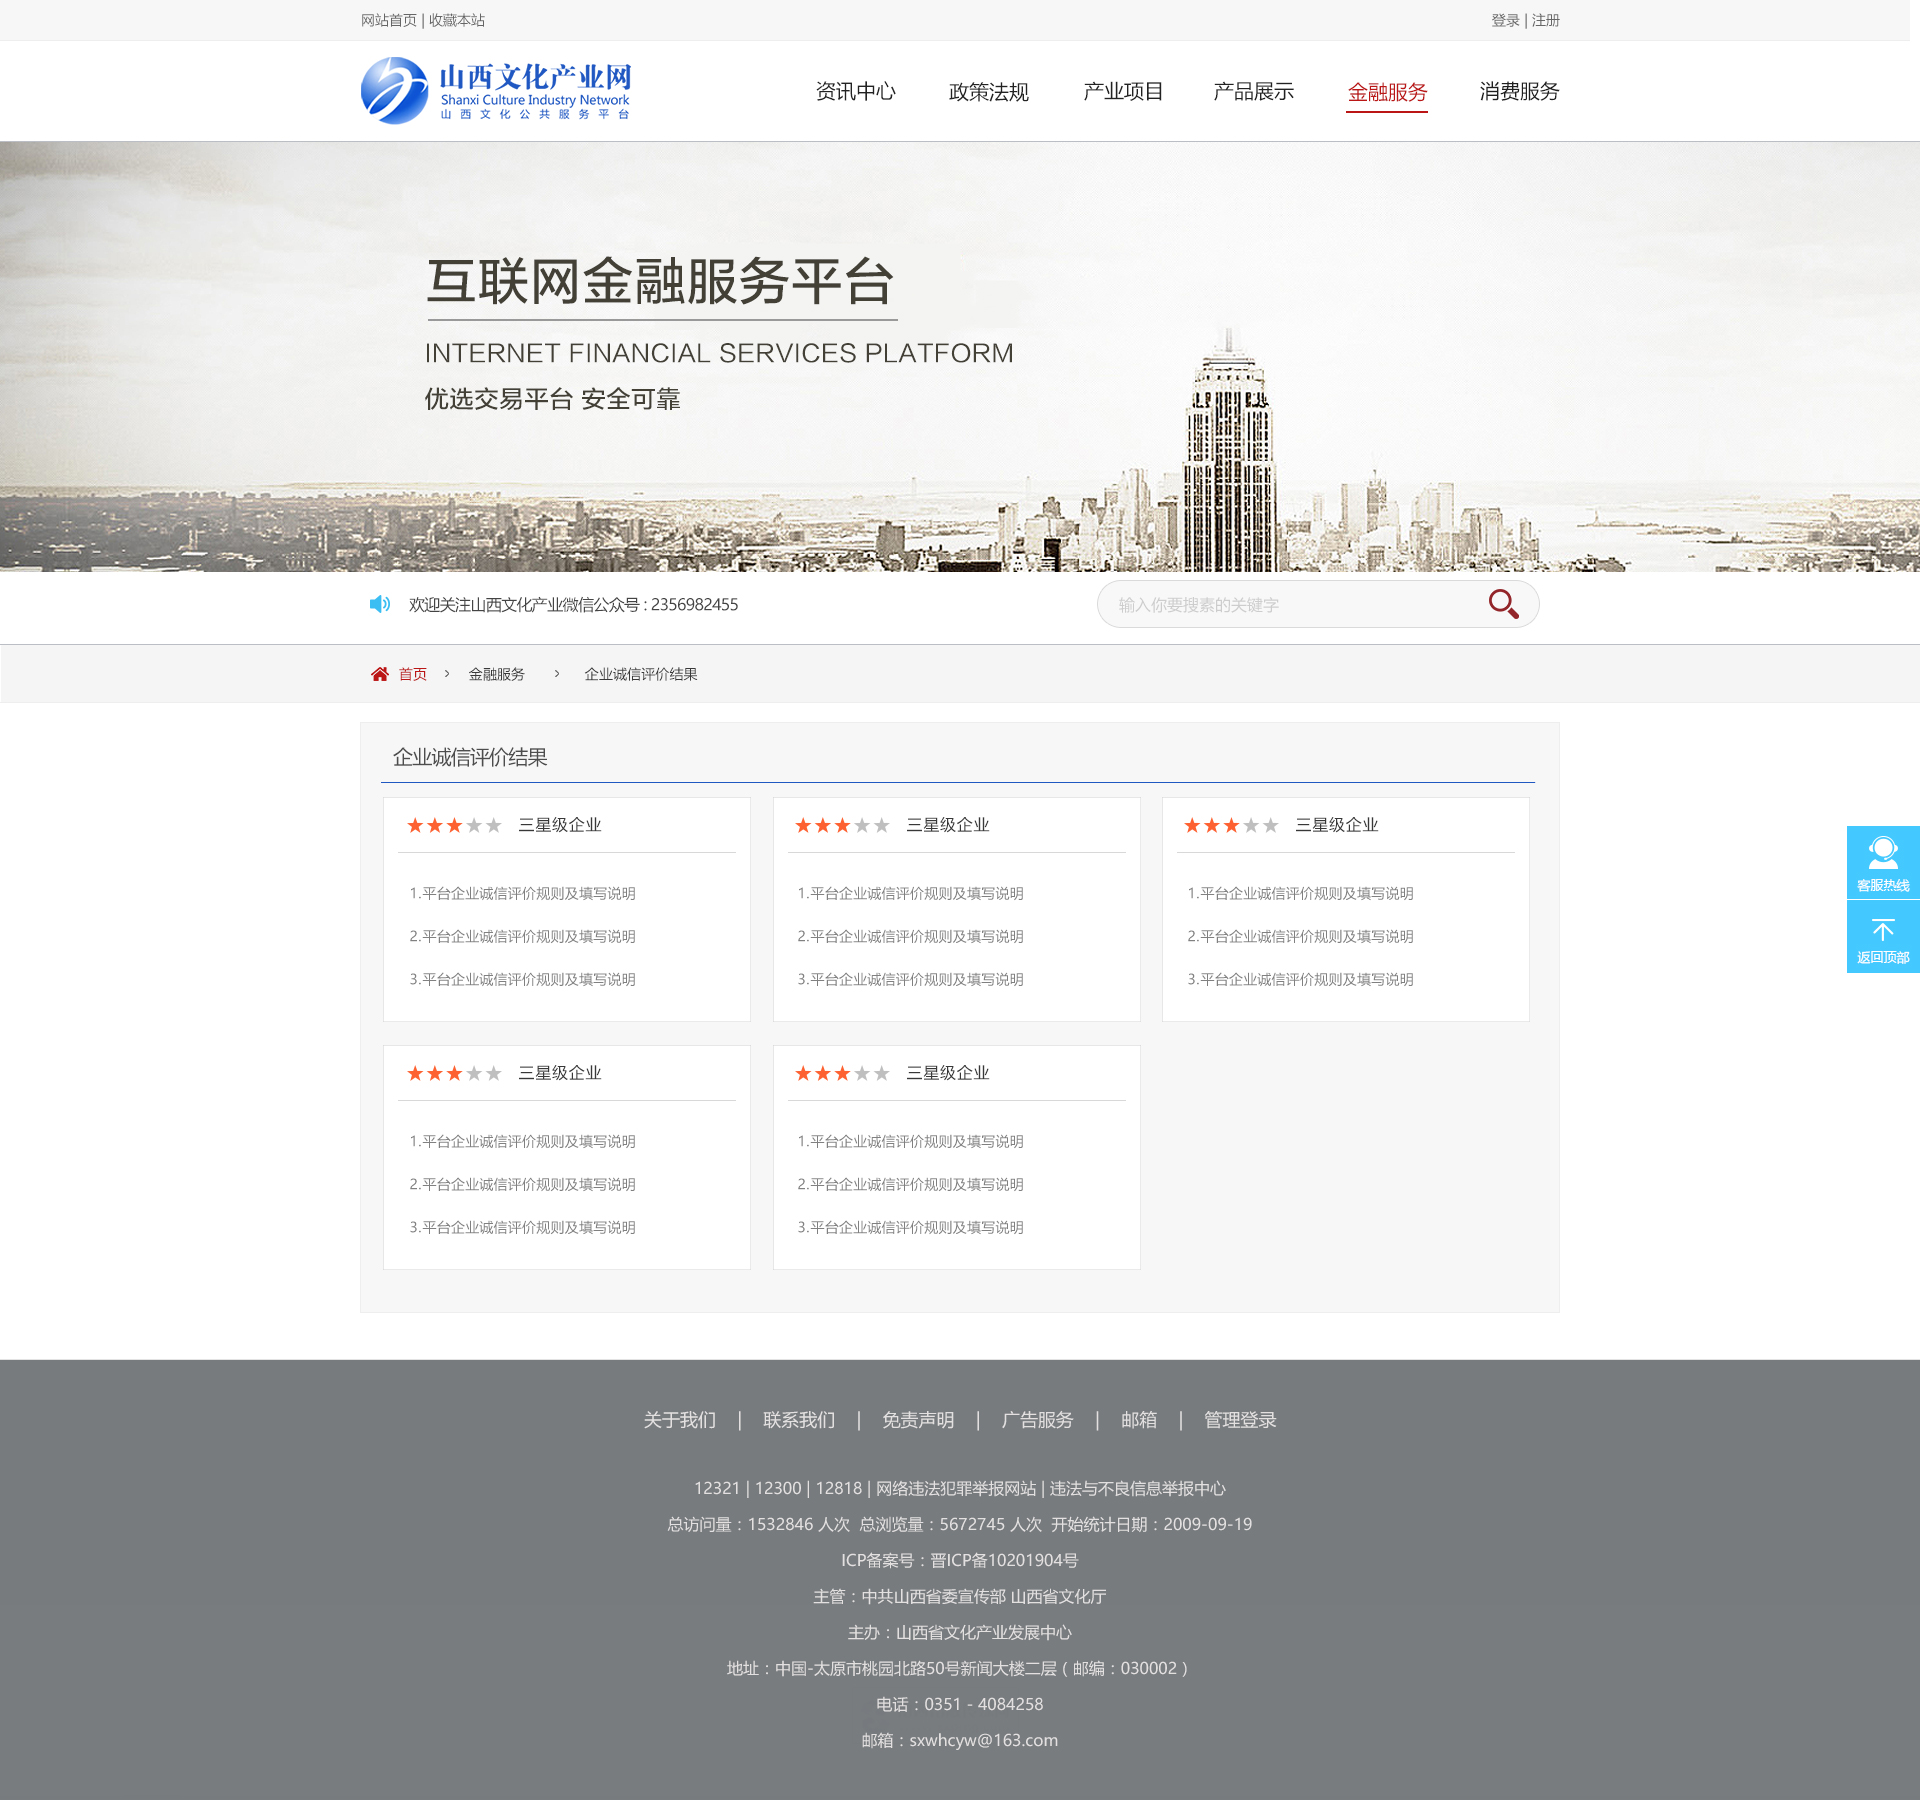 网站首页 | 收藏本站
登录 | 注册
山西文化产业网
Shanxi Culture Industry Network
山西文化公共服务平台
资讯中心 政策法规 产业项目 产品展示 金融服务 消费服务
互联网金融服务平台
INTERNET FINANCIAL SERVICES PLATFORM
优选交易平台 安全可靠
欢迎关注山西文化产业微信公众号 : 2356982455
输入你要搜素的关键字
首页 > 金融服务 > 企业诚信评价结果
企业诚信评价结果
三星级企业
1.平台企业诚信评价规则及填写说明
2.平台企业诚信评价规则及填写说明
3.平台企业诚信评价规则及填写说明
三星级企业
1.平台企业诚信评价规则及填写说明
2.平台企业诚信评价规则及填写说明
3.平台企业诚信评价规则及填写说明
三星级企业
1.平台企业诚信评价规则及填写说明
2.平台企业诚信评价规则及填写说明
3.平台企业诚信评价规则及填写说明
三星级企业
1.平台企业诚信评价规则及填写说明
2.平台企业诚信评价规则及填写说明
3.平台企业诚信评价规则及填写说明
三星级企业
1.平台企业诚信评价规则及填写说明
2.平台企业诚信评价规则及填写说明
3.平台企业诚信评价规则及填写说明
客服热线
返回顶部
关于我们 | 联系我们 | 免责声明 | 广告服务 | 邮箱 | 管理登录
12321 | 12300 | 12818 | 网络违法犯罪举报网站 | 违法与不良信息举报中心
总访问量：1532846 人次 总浏览量：5672745 人次 开始统计日期：2009-09-19
ICP备案号：晋ICP备10201904号
主管：中共山西省委宣传部 山西省文化厅
主办：山西省文化产业发展中心
地址：中国-太原市桃园北路50号新闻大楼二层（邮编：030002）
电话：0351 - 4084258
邮箱：sxwhcyw@163.com